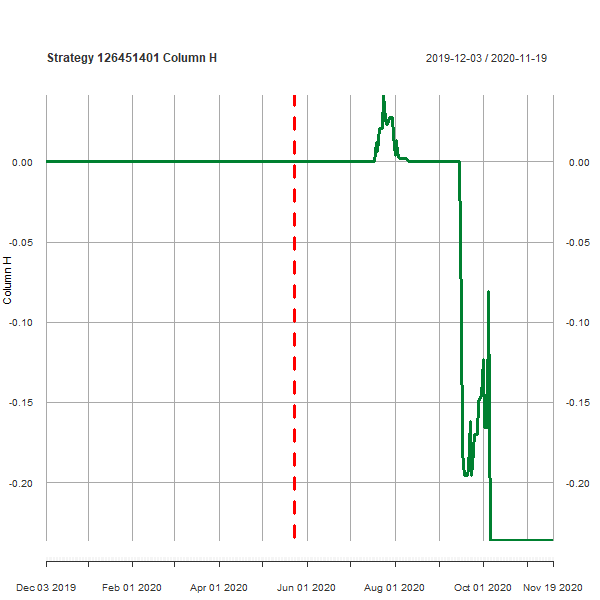 Strategy 126451401 Column H
2019-12-03 / 2020-11-19
0.00 0.00
-0.05 -0.05
Column H
-0.10 -0.10
-0.15 -0.15
-0.20 -0.20
Dec 03 2019 Feb 01 2020 Apr 01 2020 Jun 01 2020 Aug 01 2020 Oct 01 2020 Nov 19 2020